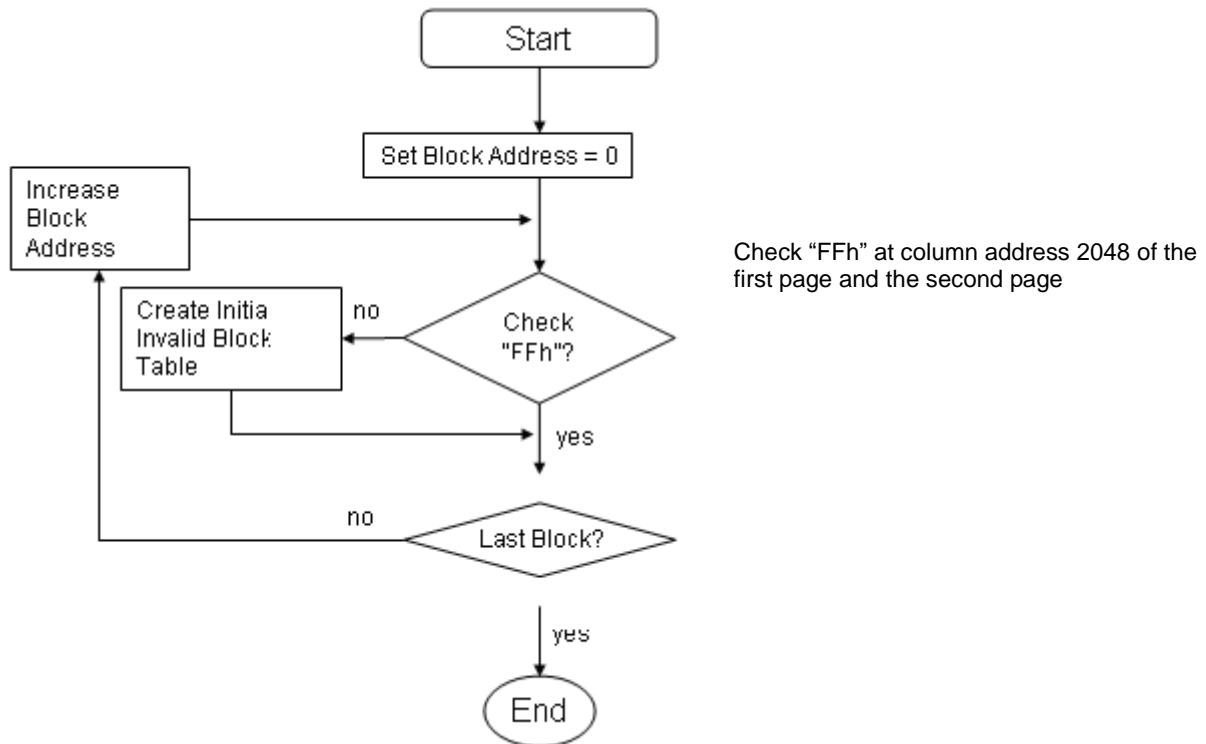 Start
Set Block Address = 0
Increase
Block
Address
Check “FFh” at column address 2048 of the
first page and the second page
Create Initia
Invalid Block
Table
no
Check
"FFh"?
yes
no
Last Block?
yes
End